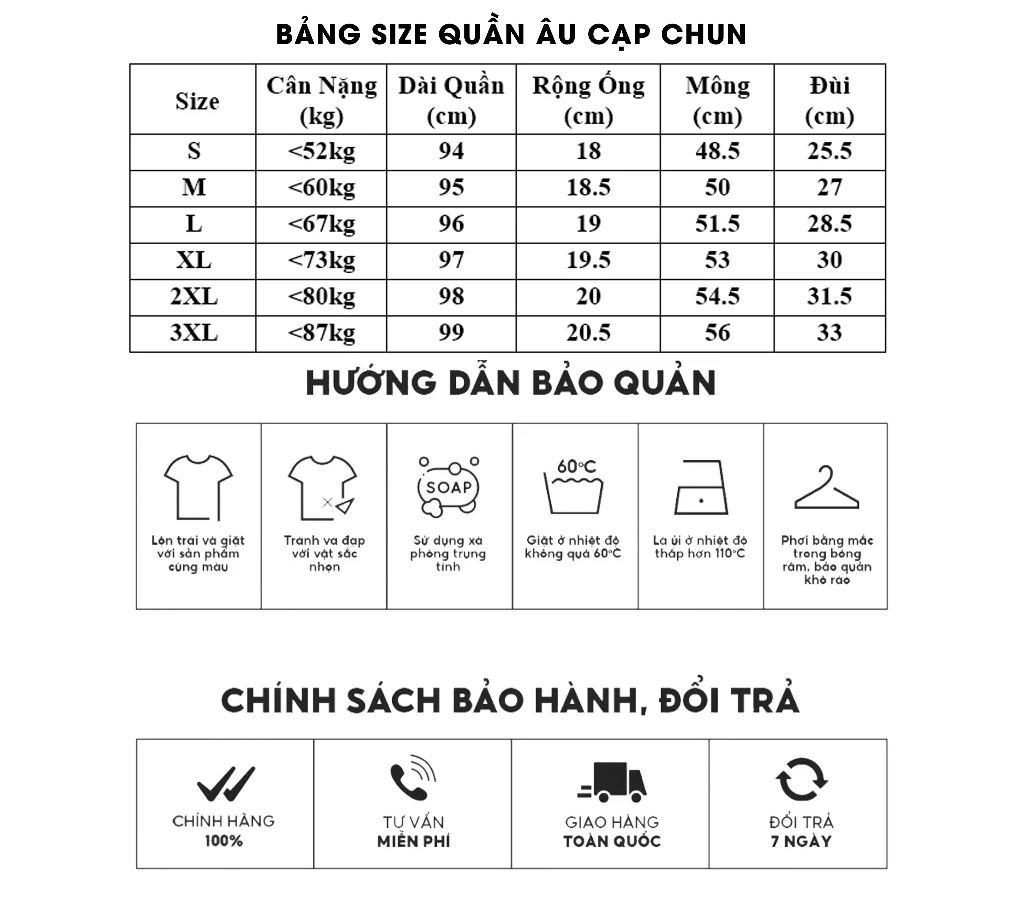 BẢNG SIZE QUẦN ÂU CẠP CHUN
Size Cân Nặng (kg) Dài Quần (cm) Rộng Ống (cm) Mông (cm) Đùi (cm)
S <52kg 94 18 48.5 25.5
M <60kg 95 18.5 50 27
L <67kg 96 19 51.5 28.5
XL <73kg 97 19.5 53 30
2XL <80kg 98 20 54.5 31.5
3XL <87kg 99 20.5 56 33
HƯỚNG DẪN BẢO QUẢN
Lộn trái và giặt
với sản phẩm
cùng màu
Tránh va đạp
với vật sắc
nhọn
SOAP
Sử dụng xà
phòng trung
tính
60°C
Giặt ở nhiệt độ
không quá 60°C
Là ủi ở nhiệt độ
thấp hơn 110°C
Phơi bằng mắc
trong bóng
râm, bảo quản
khô ráo
CHÍNH SÁCH BẢO HÀNH, ĐỔI TRẢ
CHÍNH HÃNG
100%
TƯ VẤN
MIỄN PHÍ
GIAO HÀNG
TOÀN QUỐC
ĐỔI TRẢ
7 NGÀY